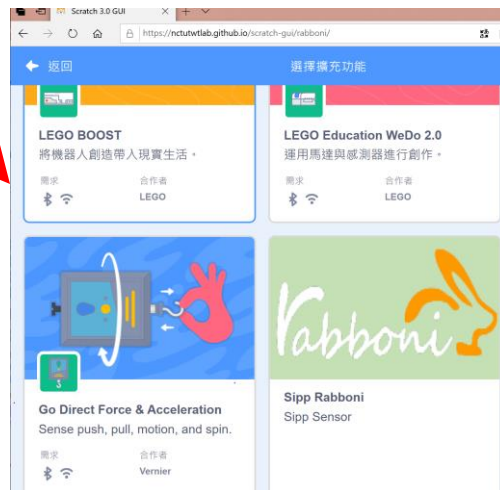 Scratch 3.0 GUI
https://nctutwtlab.github.io/scratch-gui/rabboni/
返回
選擇擴充功能
LEGO BOOST
將機器人創造帶入現實生活。
需求
合作者
LEGO
LEGO Education WeDo 2.0
運用馬達與感測器進行創作。
需求
合作者
LEGO
Go Direct Force & Acceleration
Sense push, pull, motion, and spin.
需求
合作者
Vernier
rabboni
Sipp Rabboni
Sipp Sensor